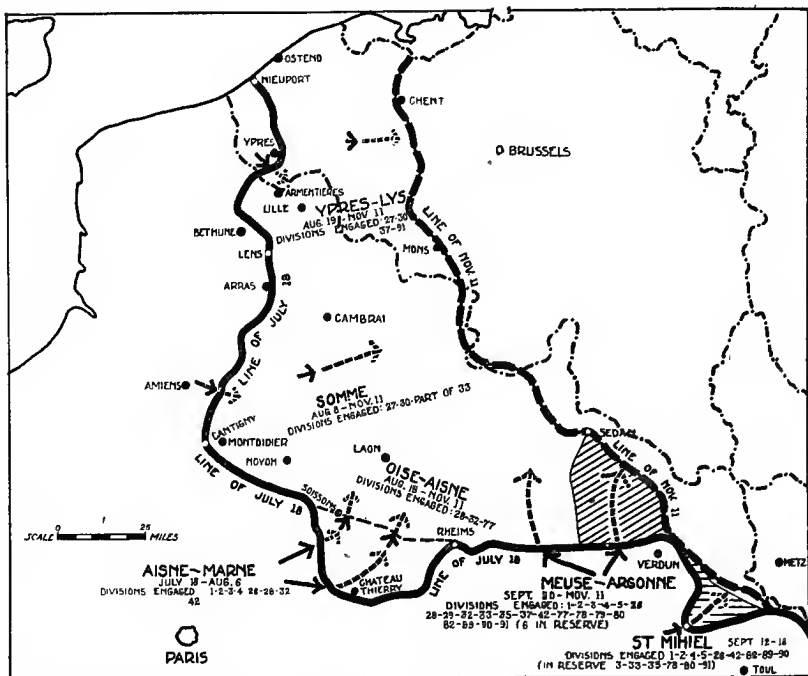 OSTEND
NIEUPORT
GHENT
YPRES
BRUSSELS
ARMENTIERES
LILLE
YPRES-LYS
AUG. 19-NOV. 11
DIVISIONS ENGAGED 27-30
37-91
BETHUNE
LENS
MONS
LINE OF NOV. 11
ARRAS
LINE OF JULY 18
CAMBRAI
AMIENS
SOMME
AUG 8-NOV. 11
DIVISIONS ENGAGED: 27-30-PART OF 33
CANTIGNY
MONTDIDIER
NOYON
LAON
SEDAN
LINE OF JULY 18
OISE-AISNE
AUG. 18-NOV. 11
DIVISIONS ENGAGED: 28-32-77
LINE OF NOV. 11
SOISSONS
SCALE 0 1 25 MILES
RHEIMS
LINE OF JULY 18
VERDUN
METZ
AISNE-MARNE
JULY 18-AUG. 6
DIVISIONS ENGAGED 1-2-3-4 26-28-32
42
CHATEAU
THIERRY
MEUSE-ARGONNE
SEPT. 20-NOV. 11
DIVISIONS ENGAGED: 1-2-3-4-5-26
28-29-32-33-35-37-42-77-78-79-80
82-89-90-91 (6 IN RESERVE)
PARIS
ST MIHIEL SEPT 12-16
DIVISIONS ENGAGED 1-2-4-5-26-42-82-89-90
(IN RESERVE 3-33-35-78-80-91)
TOUL